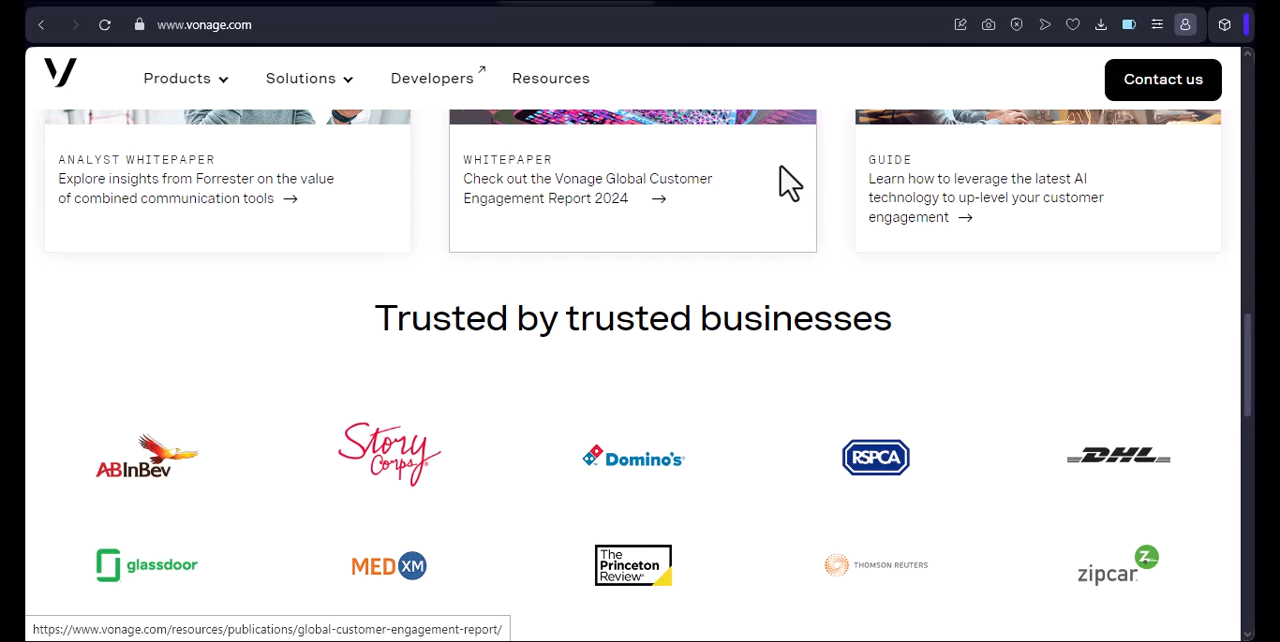 www.vonage.com
Products
Solutions
Developers
Resources
Contact us
ANALYST WHITEPAPER
Explore insights from Forrester on the value
of combined communication tools →
WHITEPAPER
Check out the Vonage Global Customer
Engagement Report 2024 →
GUIDE
Learn how to leverage the latest AI
technology to up-level your customer
engagement →
Trusted by trusted businesses
ABInBev
Story
Corps®
Domino's®
RSPCA
DHL
glassdoor
MED XM
The
Princeton
Review®
THOMSON REUTERS
Z
zipcar.
https://www.vonage.com/resources/publications/global-customer-engagement-report/